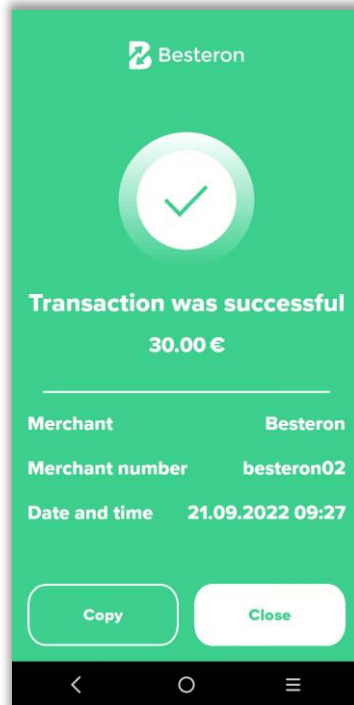 Besteron
Transaction was successful
30.00 €
Merchant Besteron
Merchant number besteron02
Date and time 21.09.2022 09:27
Copy Close